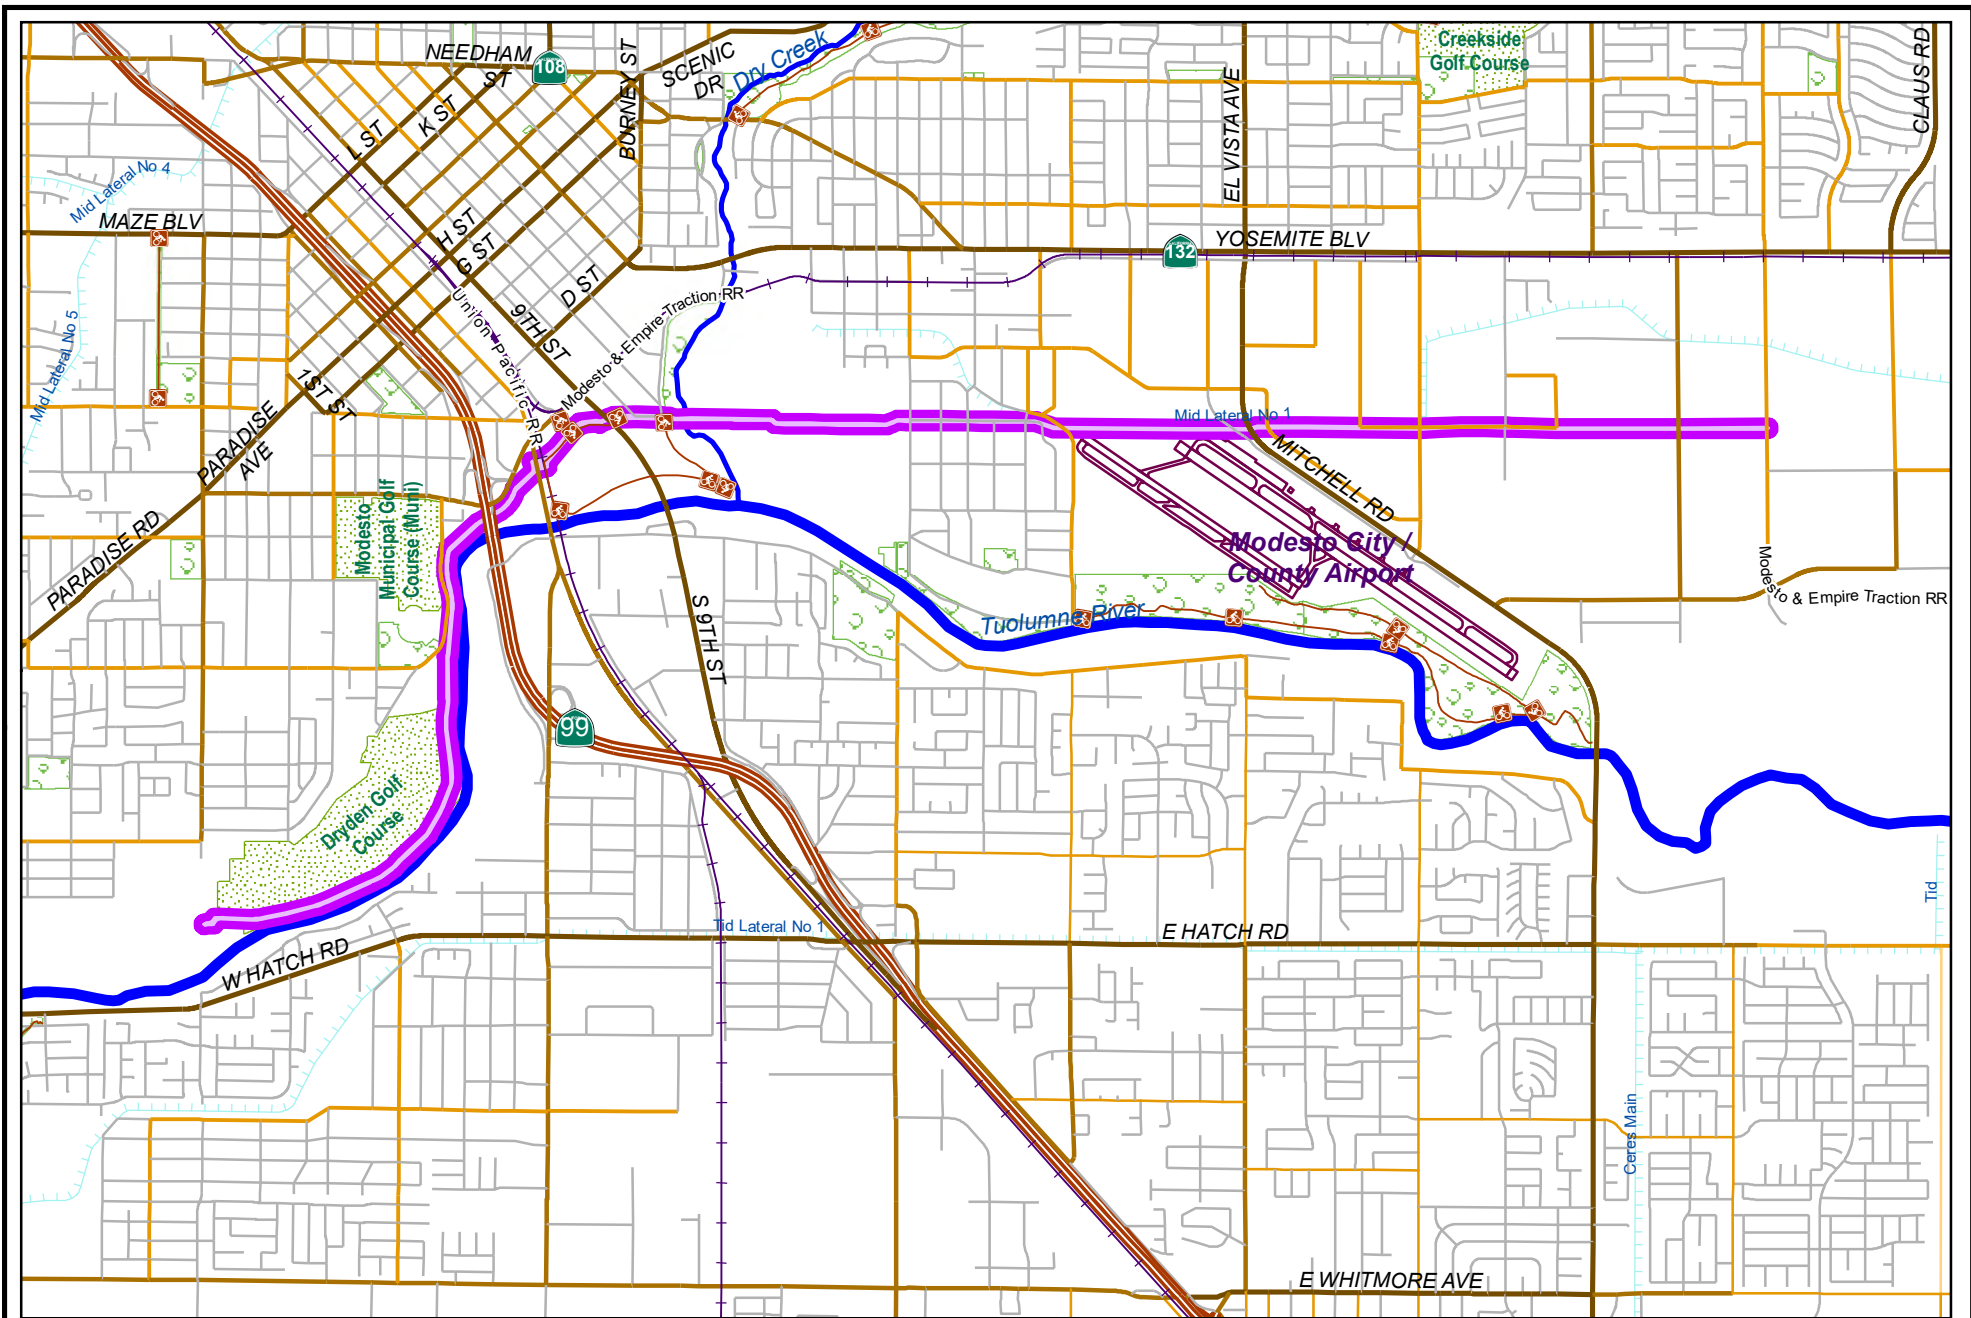 NEEDHAM
ST
108
BURNEY ST
SCENIC
DR
Dry Creek
Creekside
Golf Course
CLAUS RD
EL VISTA AVE
L ST
K ST
Mid Lateral No 4
MAZE BLV
H ST
G ST
D ST
9TH ST
132
YOSEMITE BLV
Union Pracific RR
Modesto & Empire Traction RR
Mid Lateral No 5
1ST ST
PARADISE
AVE
Mid Lateral No 1
MITCHELL RD
PARADISE RD
Modesto
Municipal Golf
Course (Muni)
Modesto City /
County Airport
Modesto & Empire Traction RR
Tuolumne River
S 9TH ST
99
Dryden Golf
Course
Tid
Tid Lateral No 1
E HATCH RD
W HATCH RD
Ceres Main
E WHITMORE AVE